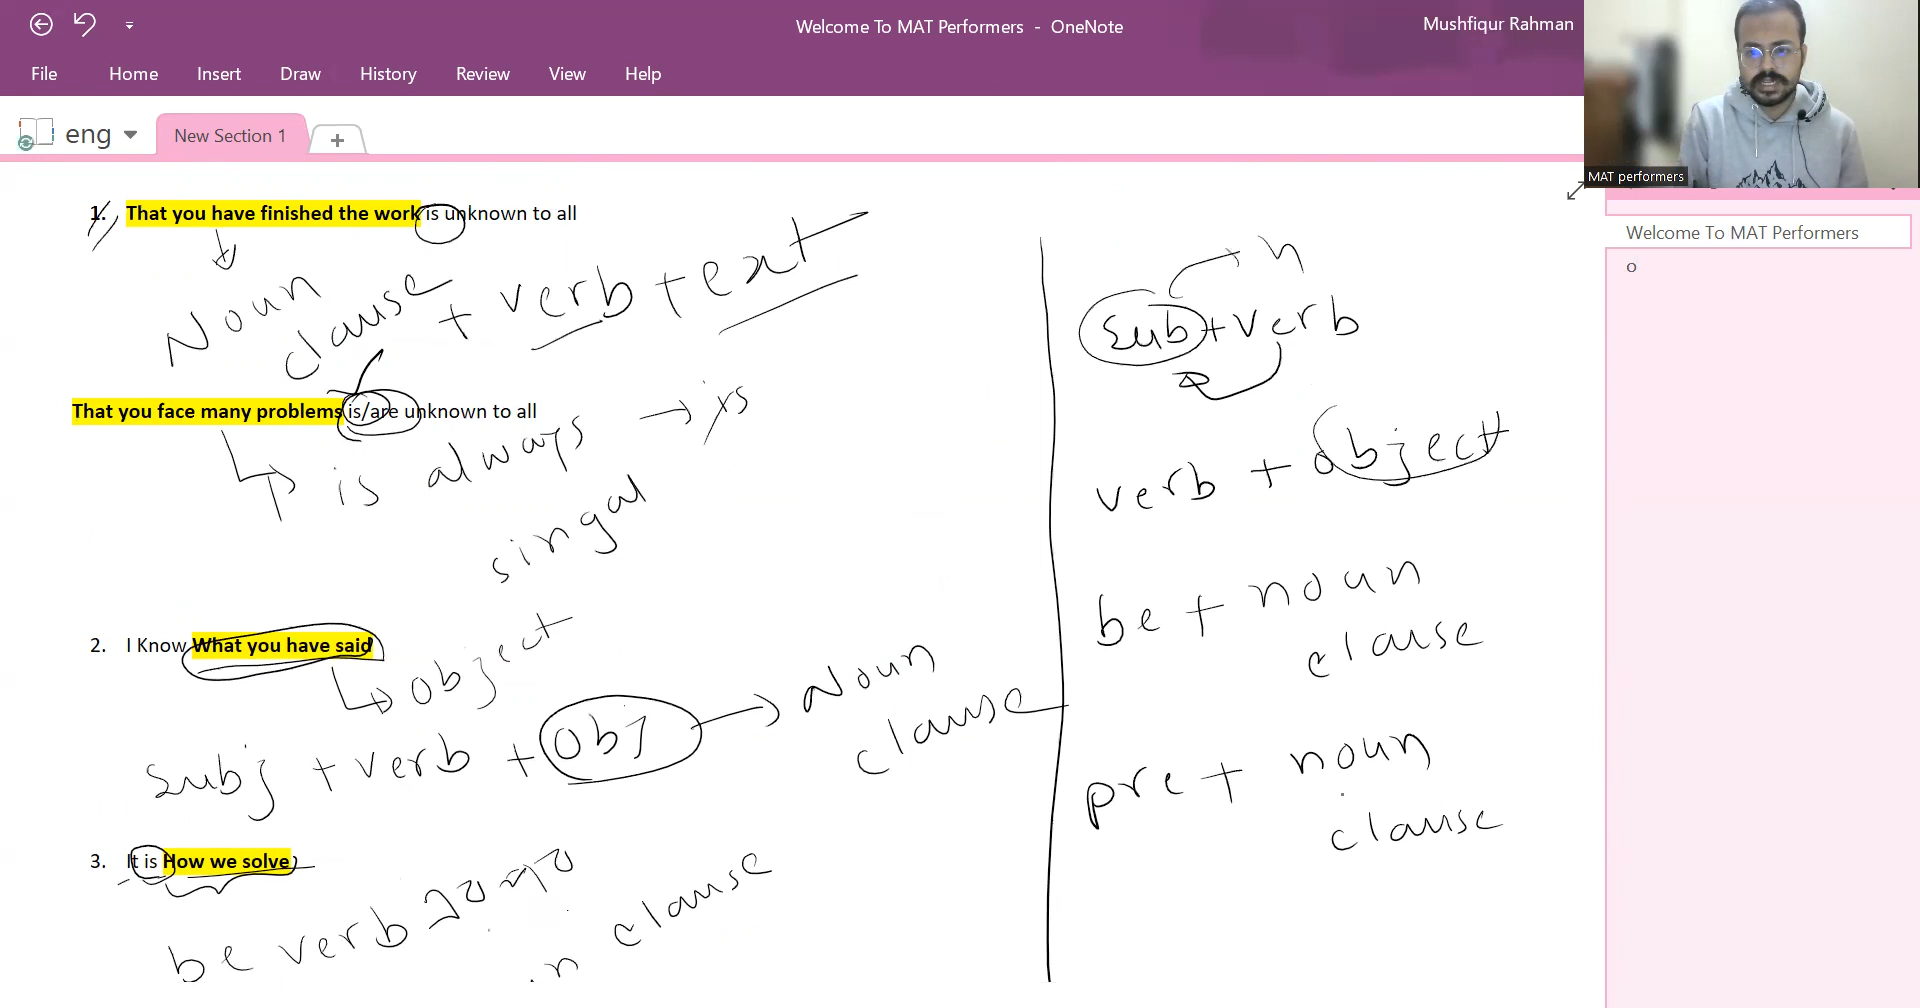 Welcome To MAT Performers - OneNote
Mushfiqur Rahman
File Home Insert Draw History Review View Help
eng
New Section 1
+
MAT performers
Welcome To MAT Performers
1. That you have finished the work is unknown to all
Noun
clause + verb + ext
That you face many problems is/are unknown to all
is always → is
singal
2. I Know What you have said
object
Subj + verb + obj → Noun
clause
3. It is How we solve
be verb
clause
n
Sub + verb
verb + object
be + noun
clause
pre + noun
clause